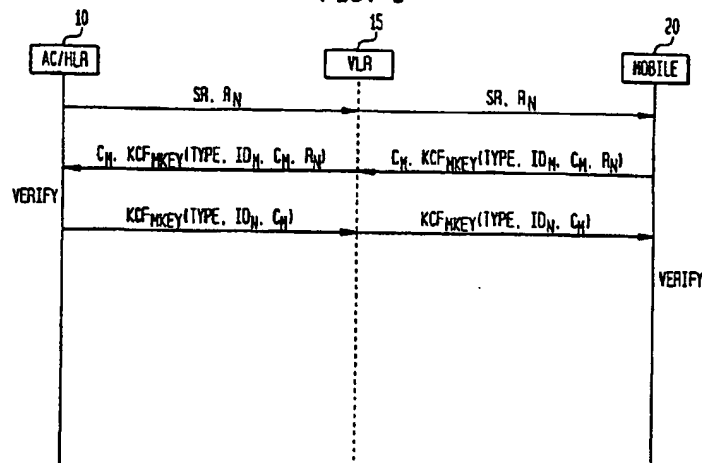 10 15 20
AC/HLR VLR MOBILE
SR, R_N SR, R_N
C_M, KCF_MKEY(TYPE, ID_M, C_M, R_N) C_M, KCF_MKEY(TYPE, ID_M, C_M, R_N)
VERIFY
KCF_MKEY(TYPE, ID_N, C_M) KCF_MKEY(TYPE, ID_N, C_M)
VERIFY